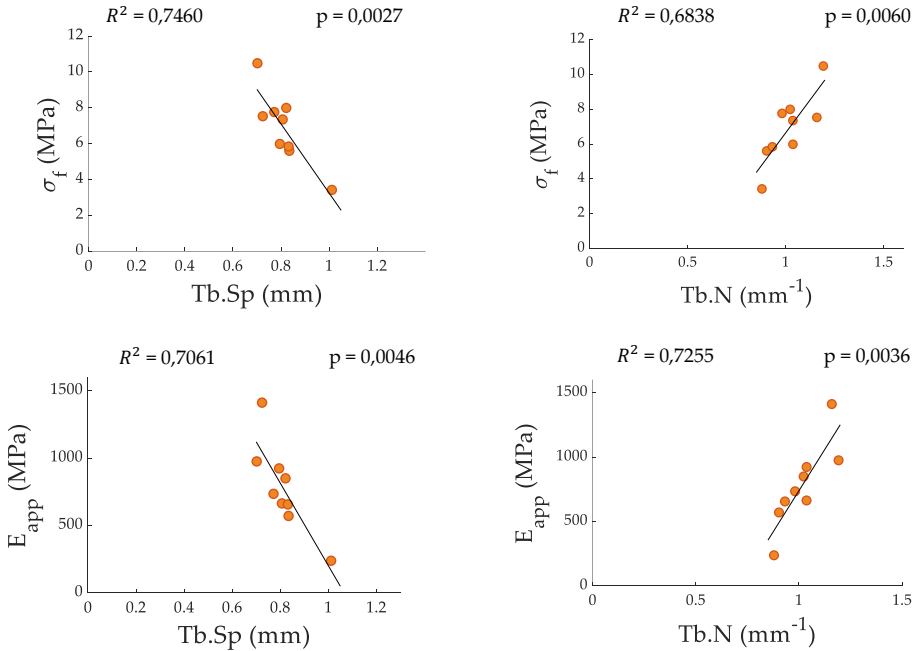 R² = 0,7460 p = 0,0027
12
10
8
6
4
2
0
σf (MPa)
0 0.2 0.4 0.6 0.8 1 1.2
Tb.Sp (mm)
R² = 0,6838 p = 0,0060
12
10
8
6
4
2
0
σf (MPa)
0 0.5 1 1.5
Tb.N (mm⁻¹)
R² = 0,7061 p = 0,0046
1500
1000
500
0
Eapp (MPa)
0 0.2 0.4 0.6 0.8 1 1.2
Tb.Sp (mm)
R² = 0,7255 p = 0,0036
1500
1000
500
0
Eapp (MPa)
0 0.5 1 1.5
Tb.N (mm⁻¹)